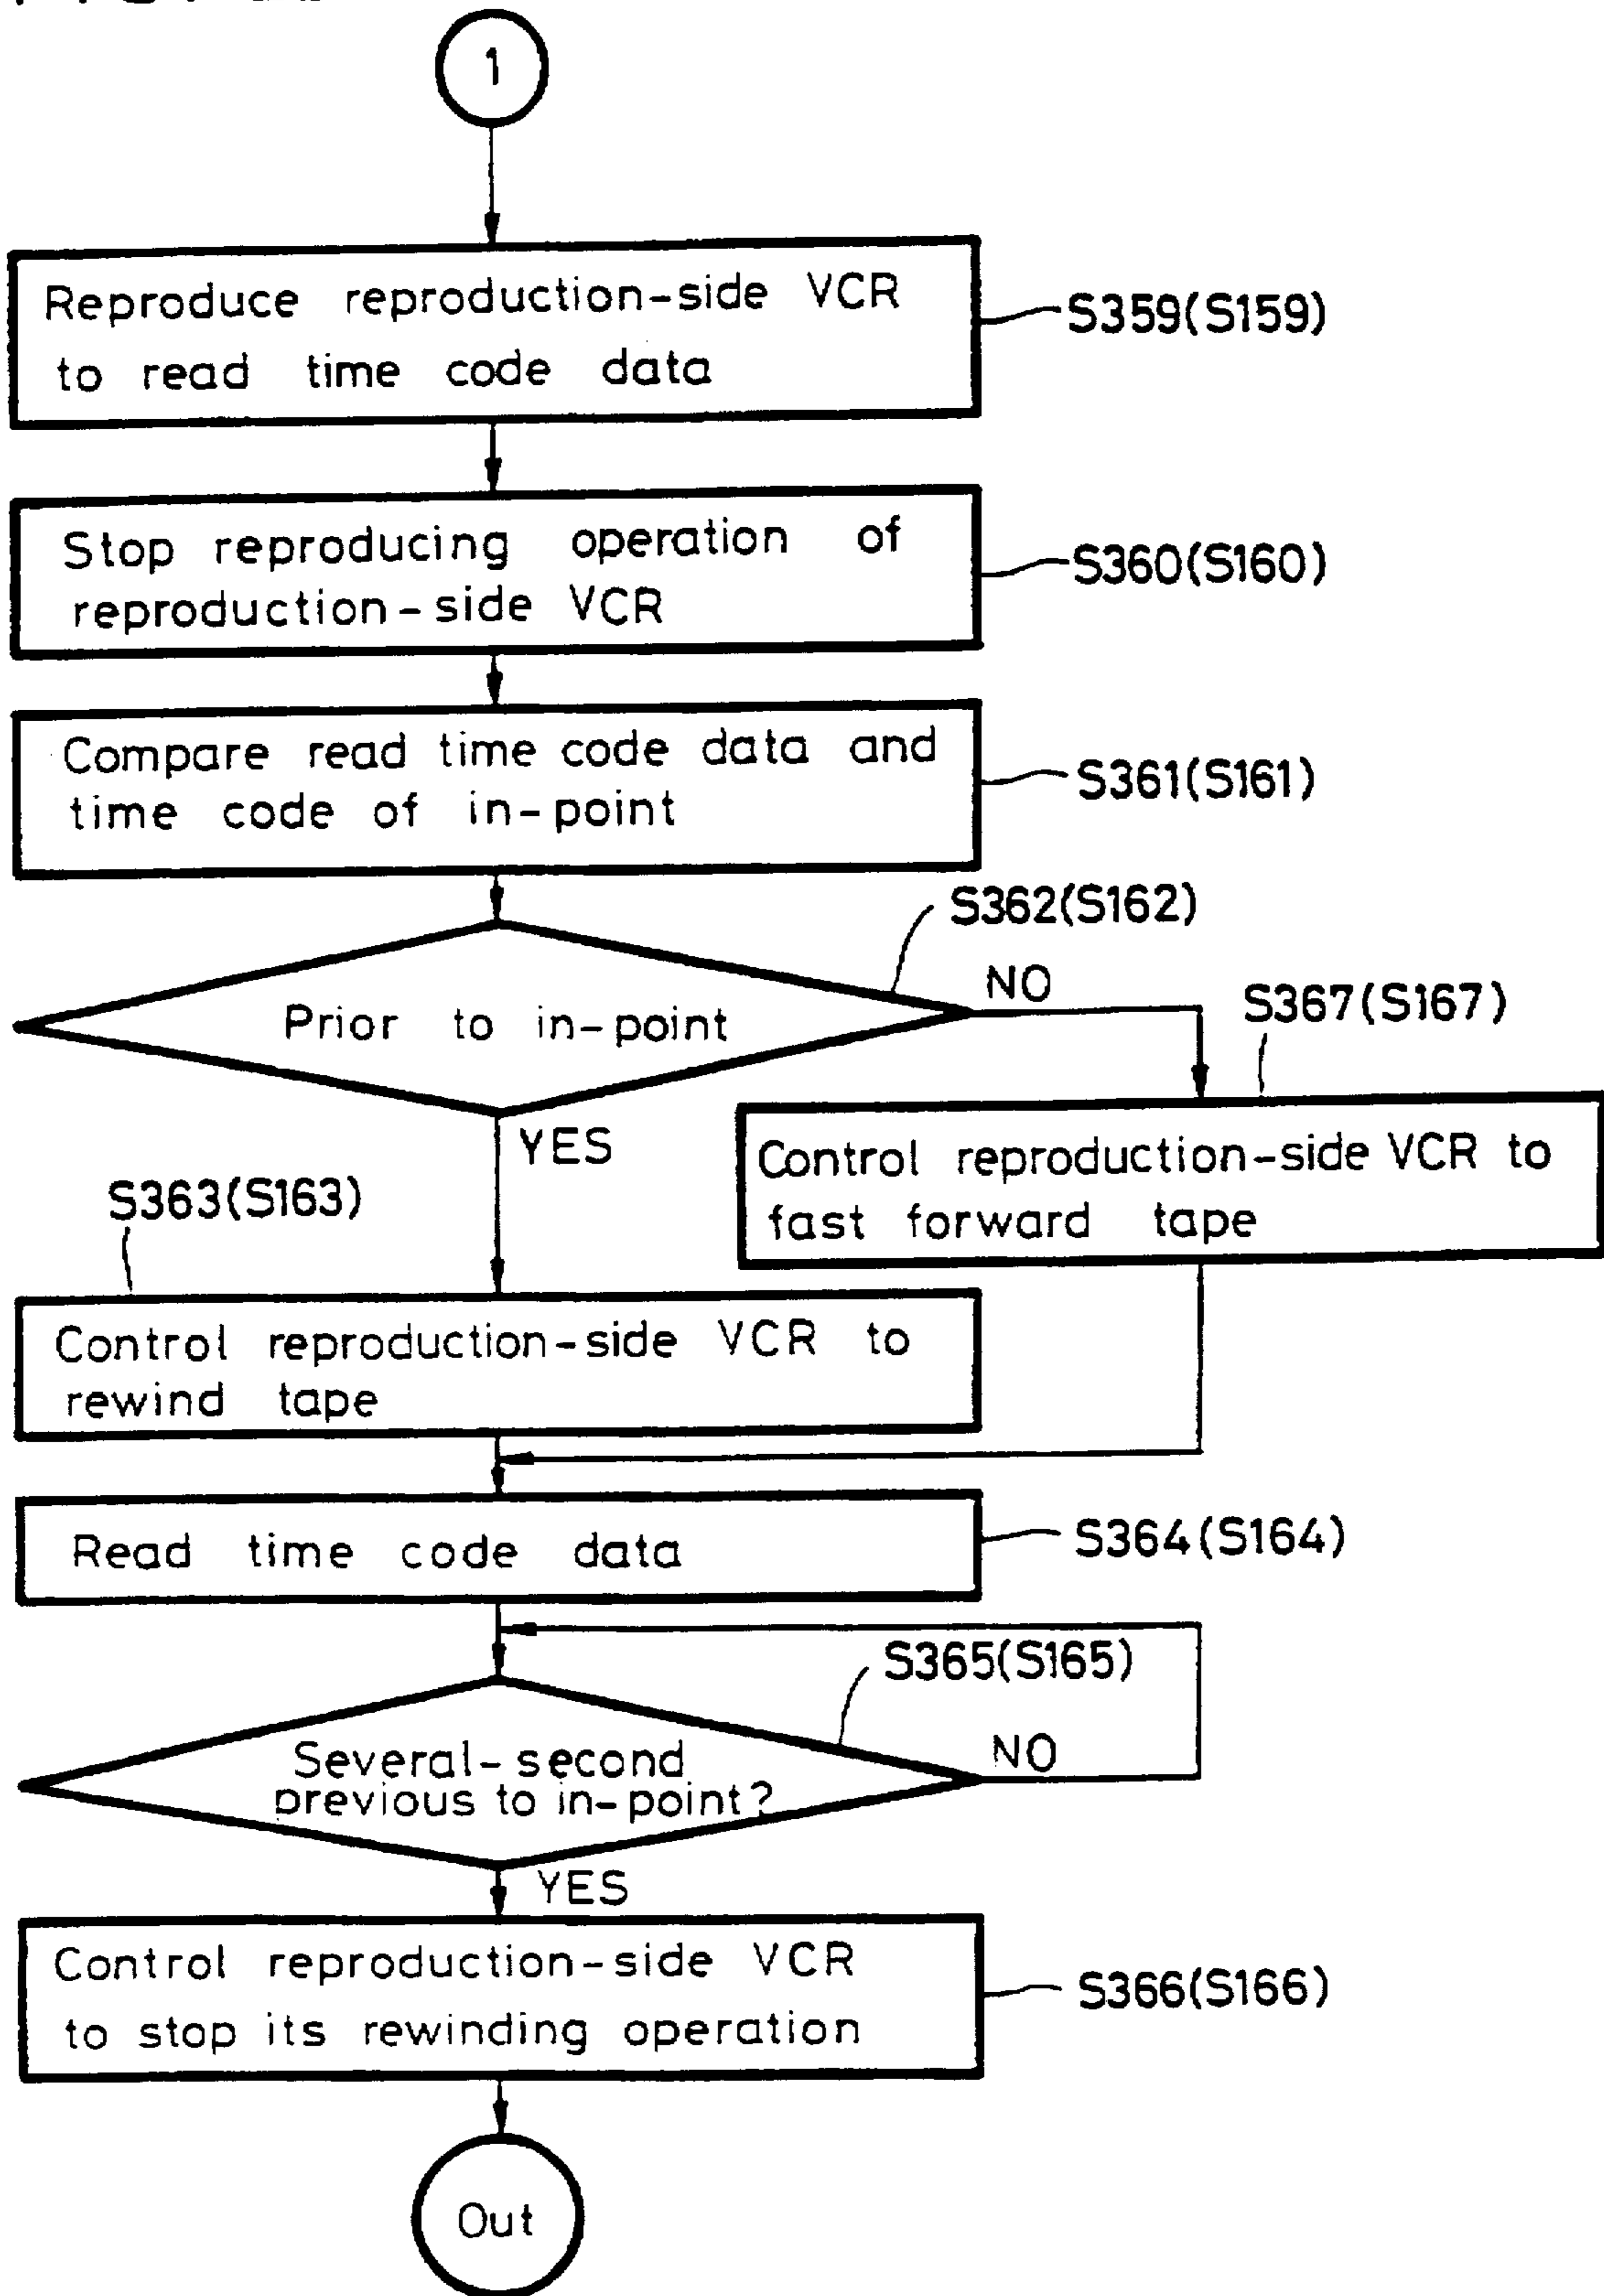 1
Reproduce reproduction-side VCR
to read time code data
S359(S159)
Stop reproducing operation of
reproduction-side VCR
S360(S160)
Compare read time code data and
time code of in-point
S361(S161)
S362(S162)
Prior to in-point
NO
S367(S167)
YES
Control reproduction-side VCR to
fast forward tape
S363(S163)
Control reproduction-side VCR to
rewind tape
Read time code data
S364(S164)
S365(S165)
Several-second
previous to in-point?
NO
YES
Control reproduction-side VCR
to stop its rewinding operation
S366(S166)
Out